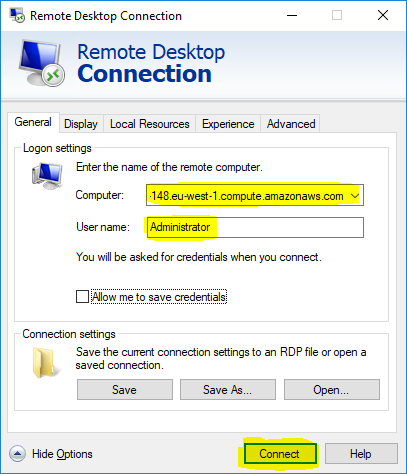 Remote Desktop Connection
Remote Desktop
Connection
General Display Local Resources Experience Advanced
Logon settings
Enter the name of the remote computer.
Computer: -148.eu-west-1.compute.amazonaws.com
User name: Administrator
You will be asked for credentials when you connect.
Allow me to save credentials
Connection settings
Save the current connection settings to an RDP file or open a
saved connection.
Save Save As... Open...
Hide Options Connect Help